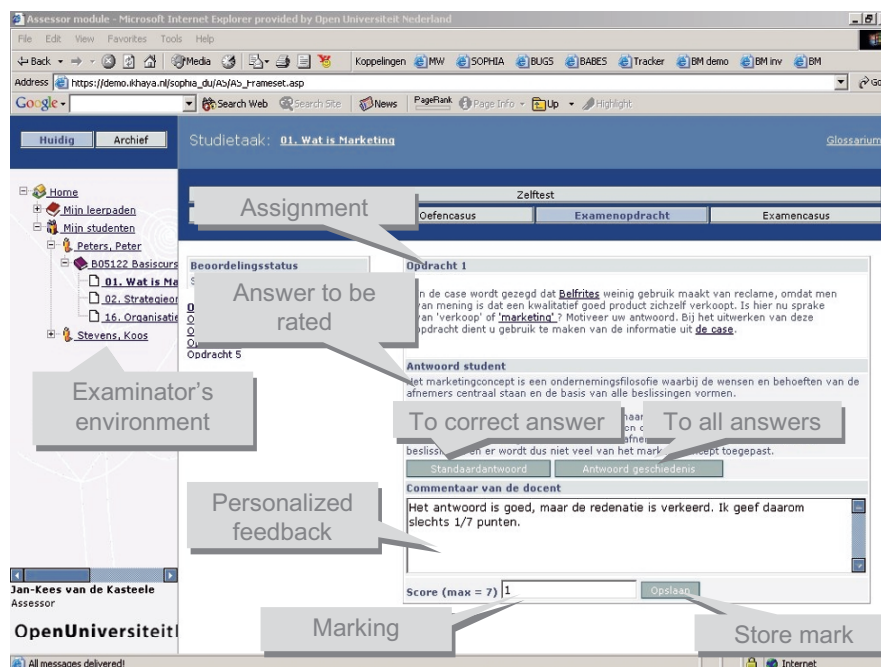 Assessor module - Microsoft Internet Explorer provided by Open Universiteit Nederland
File Edit View Favorites Tools Help
Back Media Koppelingen MW SOPHIA BUGS BABES Tracker BM demo BM inv BM
Address https://demo.ikhaya.nl/sophia_du/AS/AS_Frameset.asp Go
Google Search Web Search Site News PageRank Page Info Up Highlight
Huidig Archief Studietaak: 01. Wat is Marketing Glossarium
Home
Mijn leerpaden
Mijn studenten
Peters, Peter
B05122 Basiscurs
01. Wat is Ma
02. Strategieor
16. Organisatie
Stevens, Koos
Zelftest
Oefencasus Examenopdracht Examencasus
Assignment
Beoordelingsstatus
Opdracht 5
Answer to be
rated
Examinator's
environment
Opdracht 1
In de case wordt gezegd dat Belfrites weinig gebruik maakt van reclame, omdat men
van mening is dat een kwalitatief goed product zichzelf verkoopt. Is hier nu sprake
van 'verkoop' of 'marketing'? Motiveer uw antwoord. Bij het uitwerken van deze
opdracht dient u gebruik te maken van de informatie uit de case.
Antwoord student
Het marketingconcept is een ondernemingsfilosofie waarbij de wensen en behoeften van de
afnemers centraal staan en de basis van alle beslissingen vormen.
To correct answer
To all answers
en er wordt dus niet veel van het toegepast.
Standaardantwoord Antwoord geschiedenis
Commentaar van de docent
Personalized
feedback
Het antwoord is goed, maar de redenatie is verkeerd. Ik geef daarom
slechts 1/7 punten.
Score (max = 7) 1 Opslaan
Marking
Store mark
Jan-Kees van de Kasteele
Assessor
OpenUniversiteit
All messages delivered! Internet